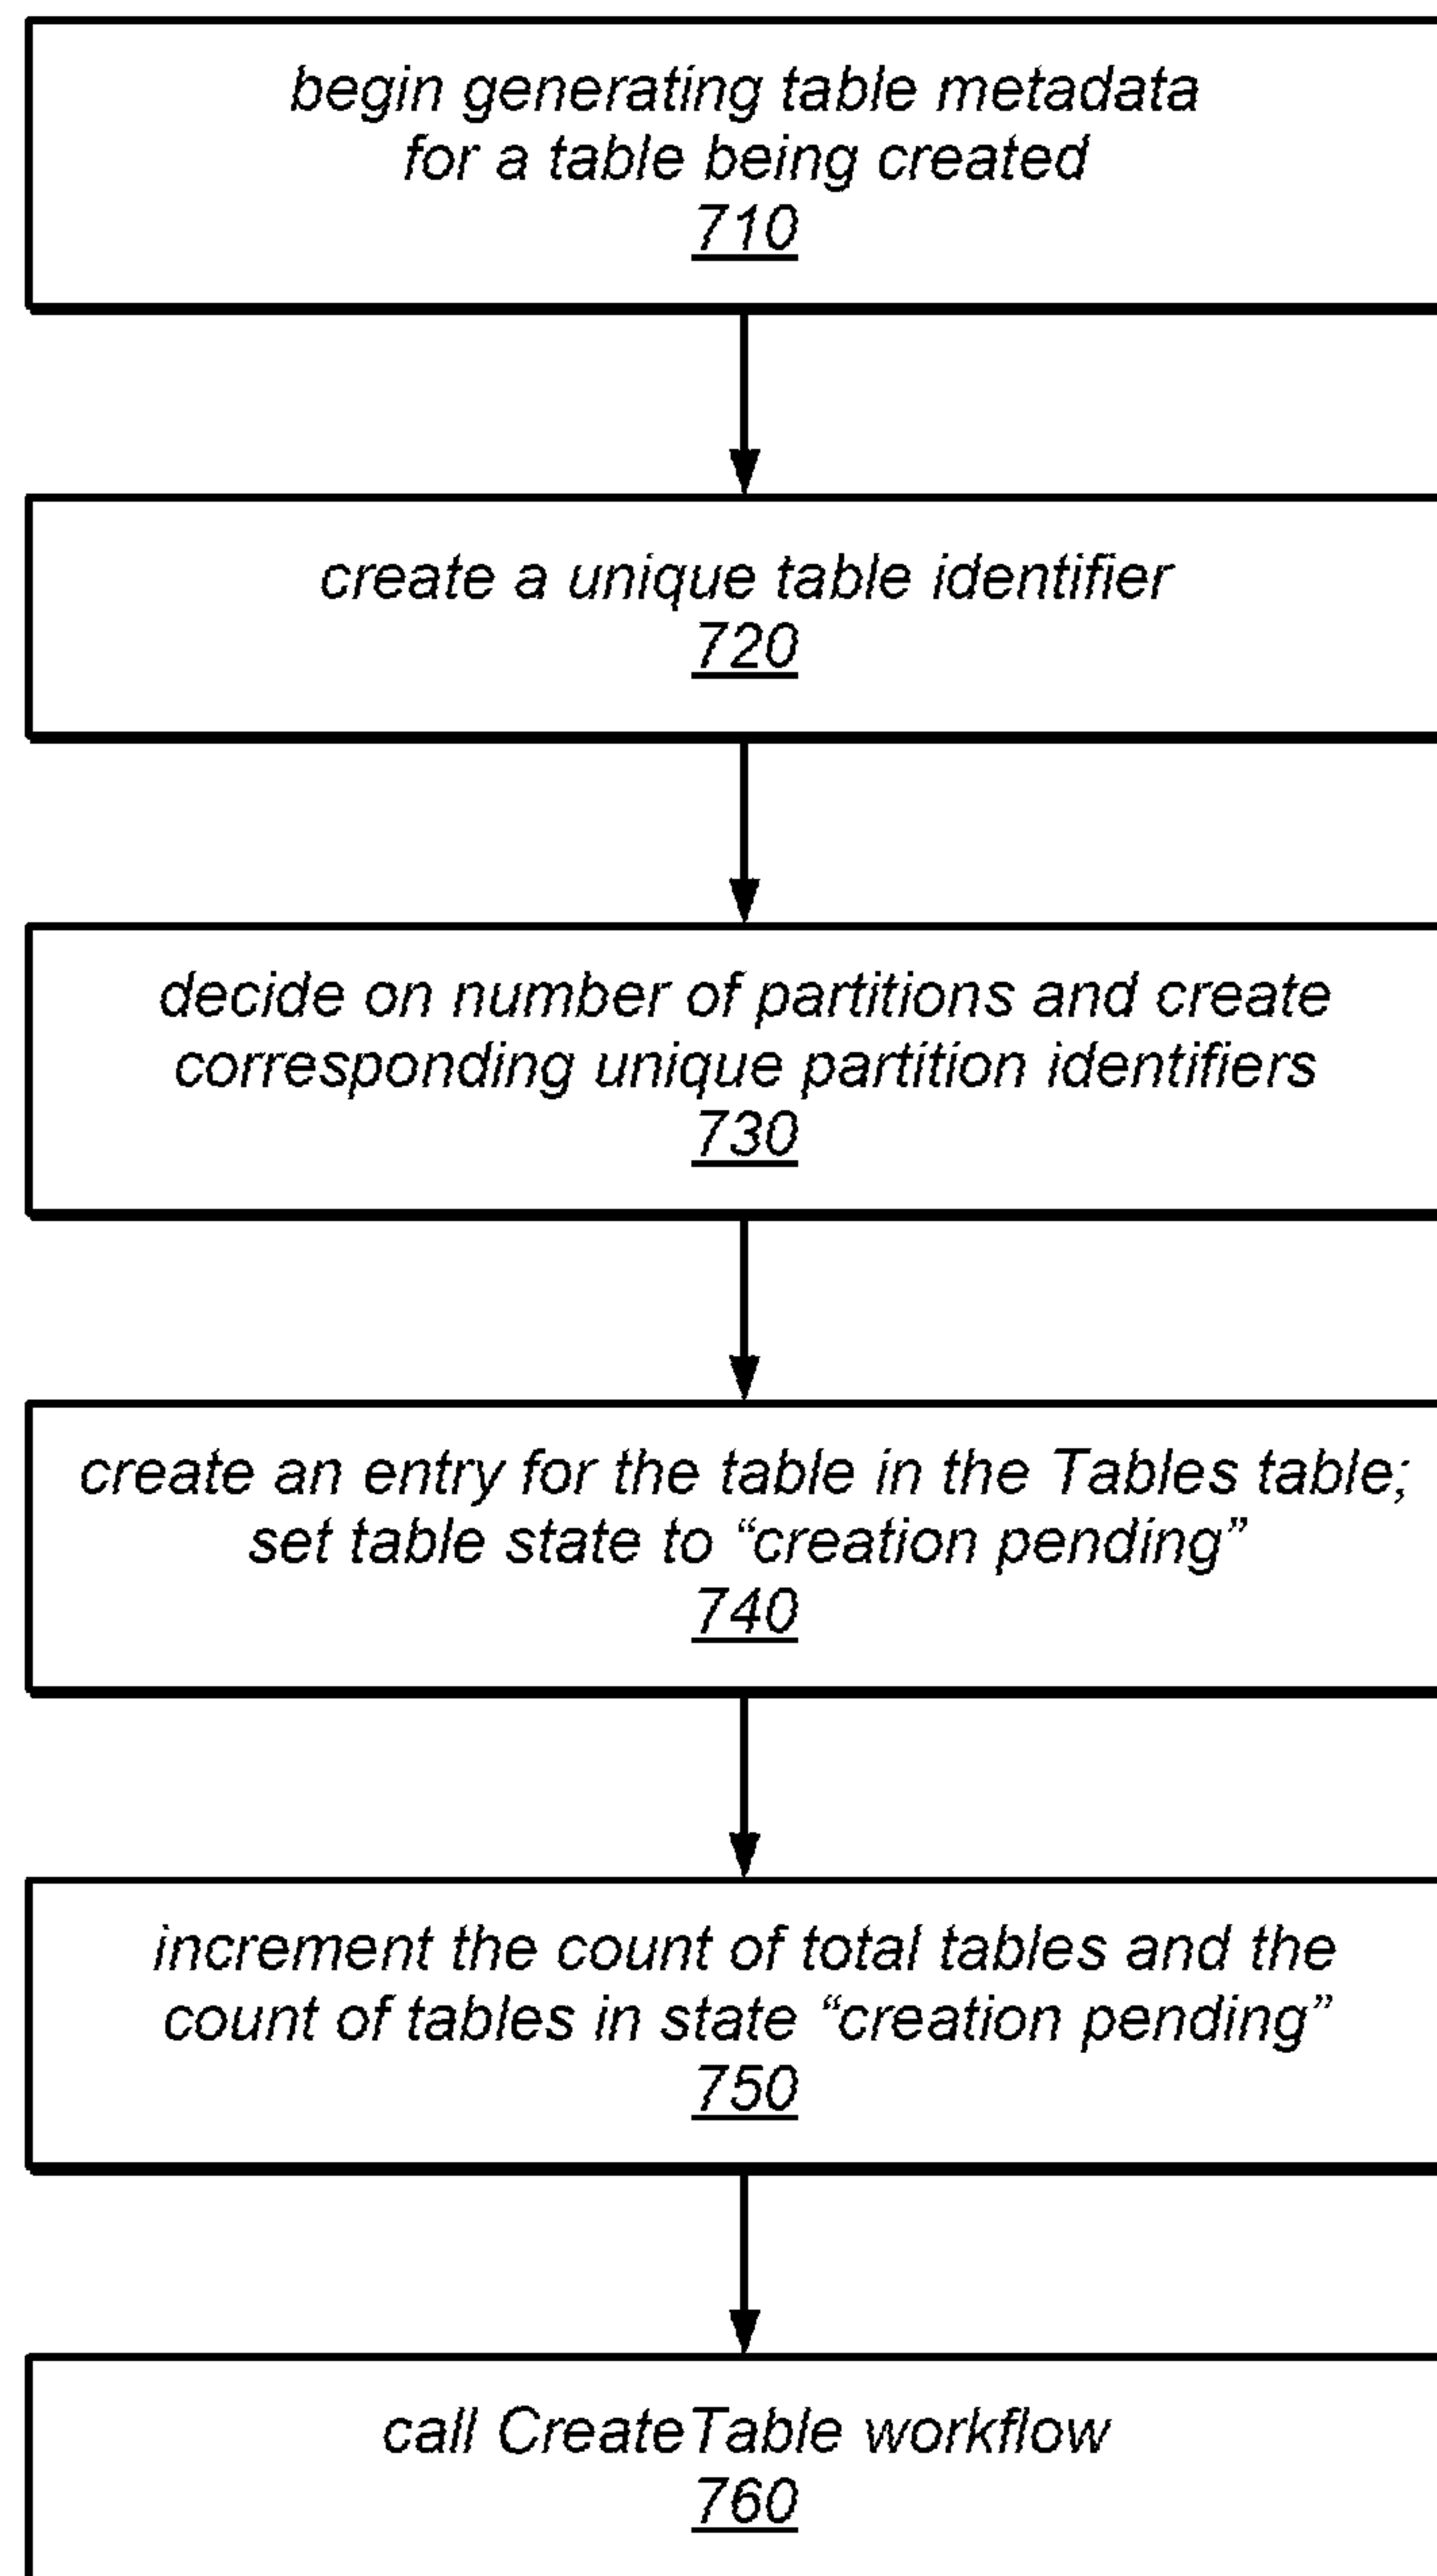 begin generating table metadata
for a table being created
710
create a unique table identifier
720
decide on number of partitions and create
corresponding unique partition identifiers
730
create an entry for the table in the Tables table;
set table state to “creation pending”
740
increment the count of total tables and the
count of tables in state “creation pending”
750
call CreateTable workflow
760